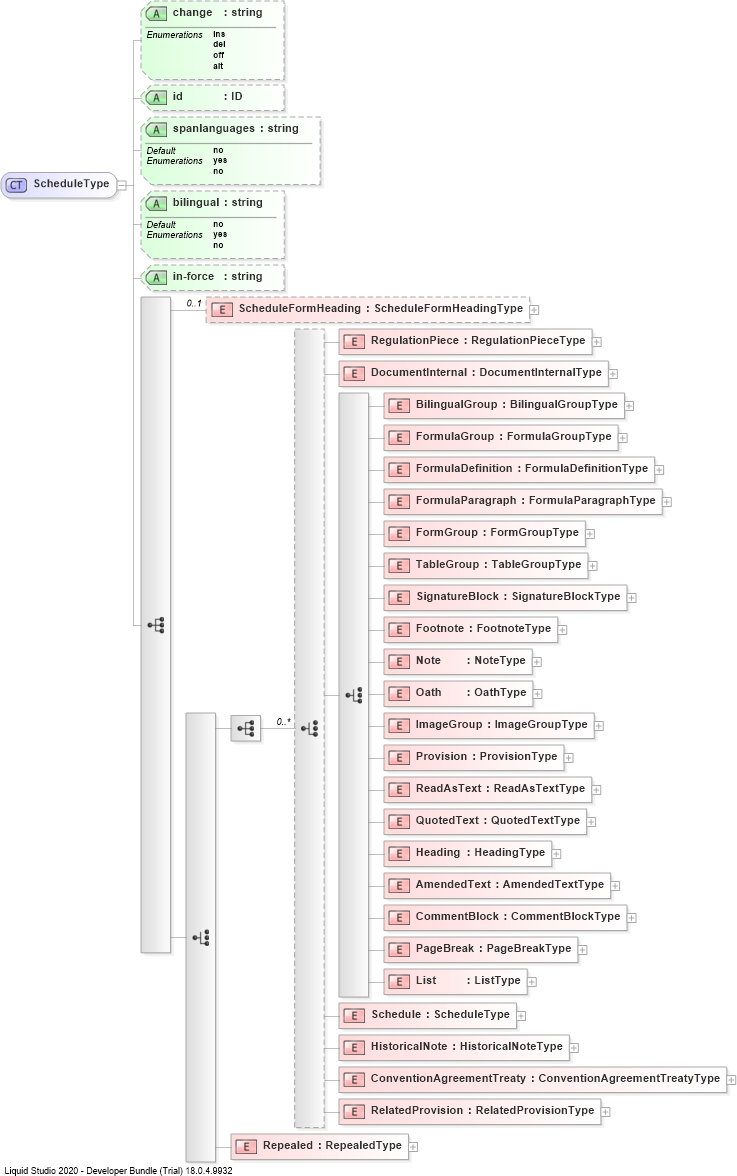 A change : string
Enumerations ins
del
off
alt
A id : ID
A spanlanguages : string
Default no
Enumerations yes
no
CT ScheduleType
A bilingual : string
Default no
Enumerations yes
no
A in-force : string
0..1 E ScheduleFormHeading : ScheduleFormHeadingType
E RegulationPiece : RegulationPieceType
E DocumentInternal : DocumentInternalType
E BilingualGroup : BilingualGroupType
E FormulaGroup : FormulaGroupType
E FormulaDefinition : FormulaDefinitionType
E FormulaParagraph : FormulaParagraphType
E FormGroup : FormGroupType
E TableGroup : TableGroupType
E SignatureBlock : SignatureBlockType
E Footnote : FootnoteType
E Note : NoteType
E Oath : OathType
0..*
E ImageGroup : ImageGroupType
E Provision : ProvisionType
E ReadAsText : ReadAsTextType
E QuotedText : QuotedTextType
E Heading : HeadingType
E AmendedText : AmendedTextType
E CommentBlock : CommentBlockType
E PageBreak : PageBreakType
E List : ListType
E Schedule : ScheduleType
E HistoricalNote : HistoricalNoteType
E ConventionAgreementTreaty : ConventionAgreementTreatyType
E RelatedProvision : RelatedProvisionType
E Repealed : RepealedType
Liquid Studio 2020 - Developer Bundle (Trial) 18.0.4.9932